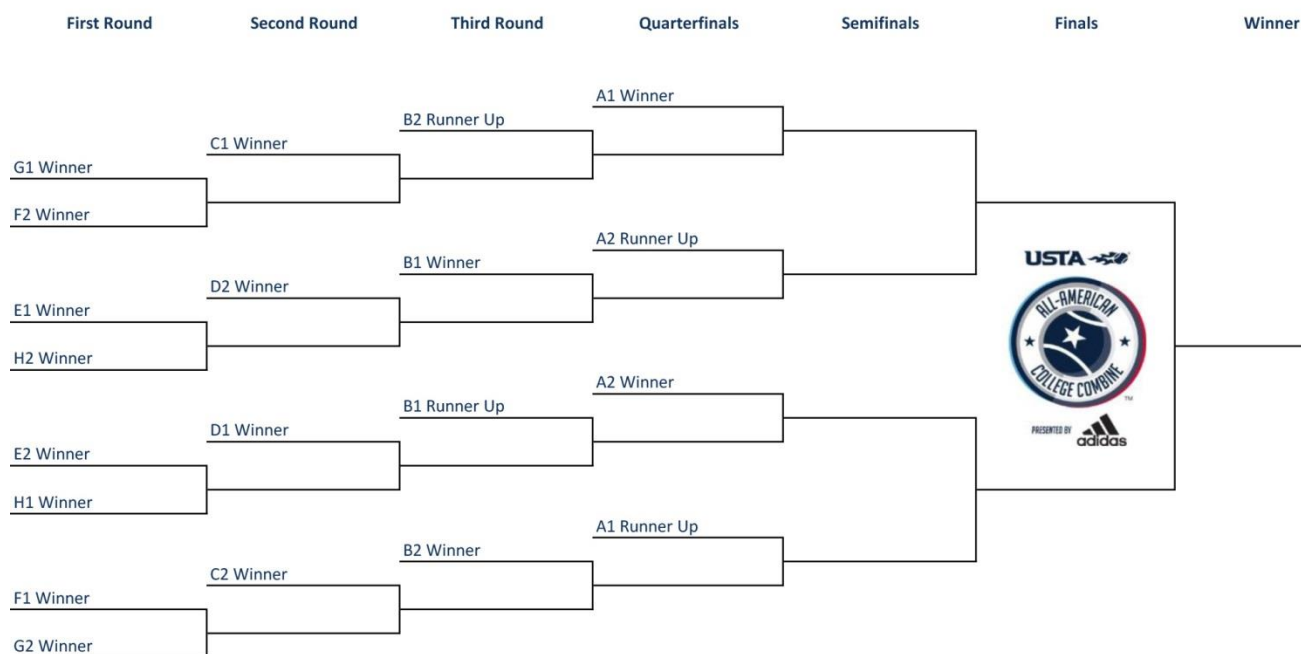 First Round Second Round Third Round Quarterfinals Semifinals Finals Winner
A1 Winner
B2 Runner Up
C1 Winner
G1 Winner
F2 Winner
A2 Runner Up
B1 Winner
D2 Winner
E1 Winner
H2 Winner
A2 Winner
B1 Runner Up
D1 Winner
E2 Winner
H1 Winner
A1 Runner Up
B2 Winner
C2 Winner
F1 Winner
G2 Winner
USTA
ALL-AMERICAN
COLLEGE COMBINE
TM
PRESENTED BY
adidas